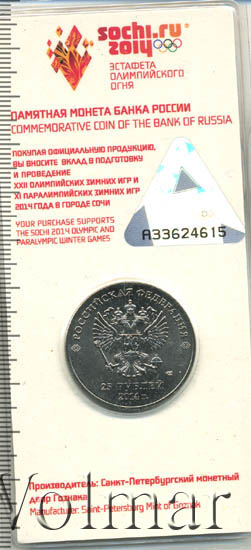 sochi.ru
2014
ЭСТАФЕТА
ОЛИМПИЙСКОГО
ОГНЯ
ПАМЯТНАЯ МОНЕТА БАНКА РОССИИ
COMMEMORATIVE COIN OF THE BANK OF RUSSIA
ПОКУПАЯ ОФИЦИАЛЬНУЮ ПРОДУКЦИЮ,
ВЫ ВНОСИТЕ ВКЛАД В ПОДГОТОВКУ
И ПРОВЕДЕНИЕ
XXII ОЛИМПИЙСКИХ ЗИМНИХ ИГР И
XI ПАРАЛИМПИЙСКИХ ЗИМНИХ ИГР
2014 ГОДА В ГОРОДЕ СОЧИ
YOUR PURCHASE SUPPORTS
THE SOCHI 2014 OLYMPIC AND
PARALYMPIC WINTER GAMES
A33624615
РОССИЙСКАЯ ФЕДЕРАЦИЯ
25 РУБЛЕЙ
2014 г.
Производитель: Санкт-Петербургский монетный
двор Гознака
Manufacturer: Saint-Petersburg Mint of Goznak
Volmar